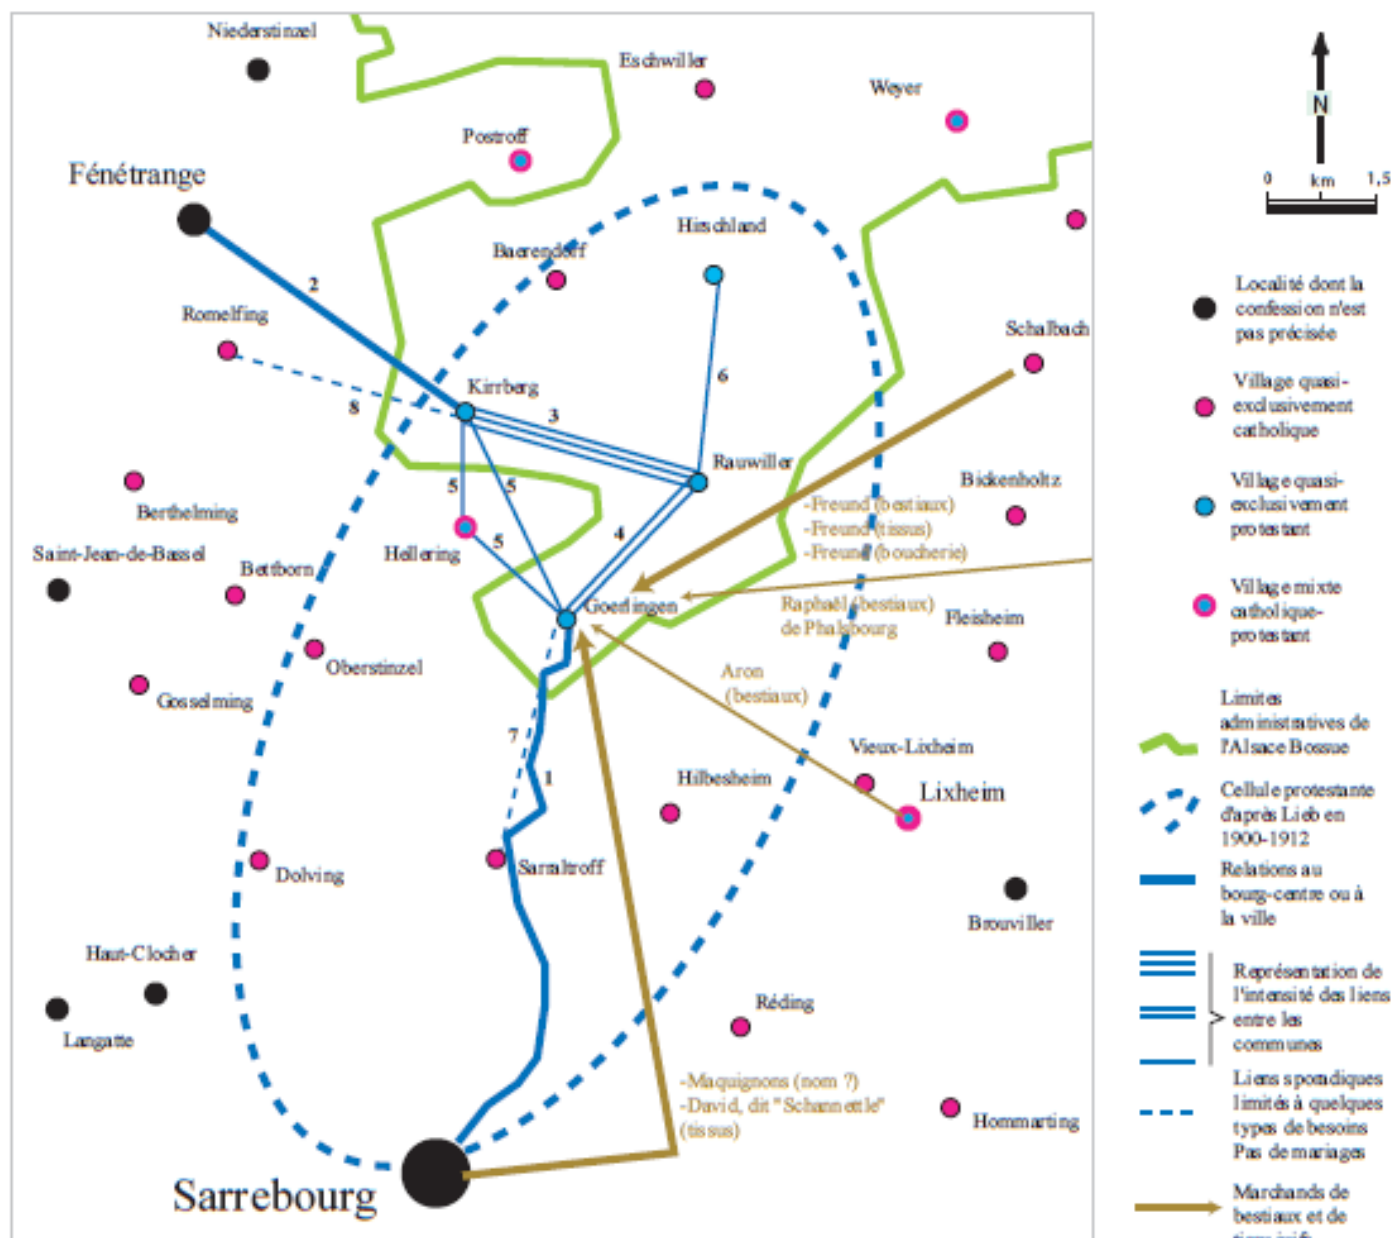 Niederstinzel
Eschwiller
Weyer
Postroff
Fénétrange
Hirschland
Baerendorff
2
Romelfing
Schalbach
Kirrberg
6
8
3
Rauwiller
Bickenholtz
5
5
Berthelming
-Freund (bestiaux)
-Freund (tissus)
-Freund (boucherie)
4
5
Hellering
Saint-Jean-de-Bassel
Bettborn
Goerlingen
Raphaël (bestiaux)
de Phalsbourg
Fleisheim
Oberstinzel
Aron
(bestiaux)
Gosselming
7
1
Vieux-Lixheim
Hilbesheim
Lixheim
Sarraltroff
Dolving
Brouviller
Haut-Clocher
Réding
Langatte
-Maquignons (nom ?)
-David, dit "Schannettle"
(tissus)
Hommarting
Sarrebourg
N
0
km
1,5
Localité dont la
confession n'est
pas précisée
Village quasi-
exclusivement
catholique
Village quasi-
exclusivement
protestant
Village mixte
catholique-
protestant
Limites
administratives de
l'Alsace Bossue
Cellule protestante
d'après Lieb en
1900-1912
Relations au
bourg-centre ou à
la ville
Représentation de
l'intensité des liens
entre les
communes
Liens sporadiques
limités à quelques
types de besoins
Pas de mariages
Marchands de
bestiaux et de